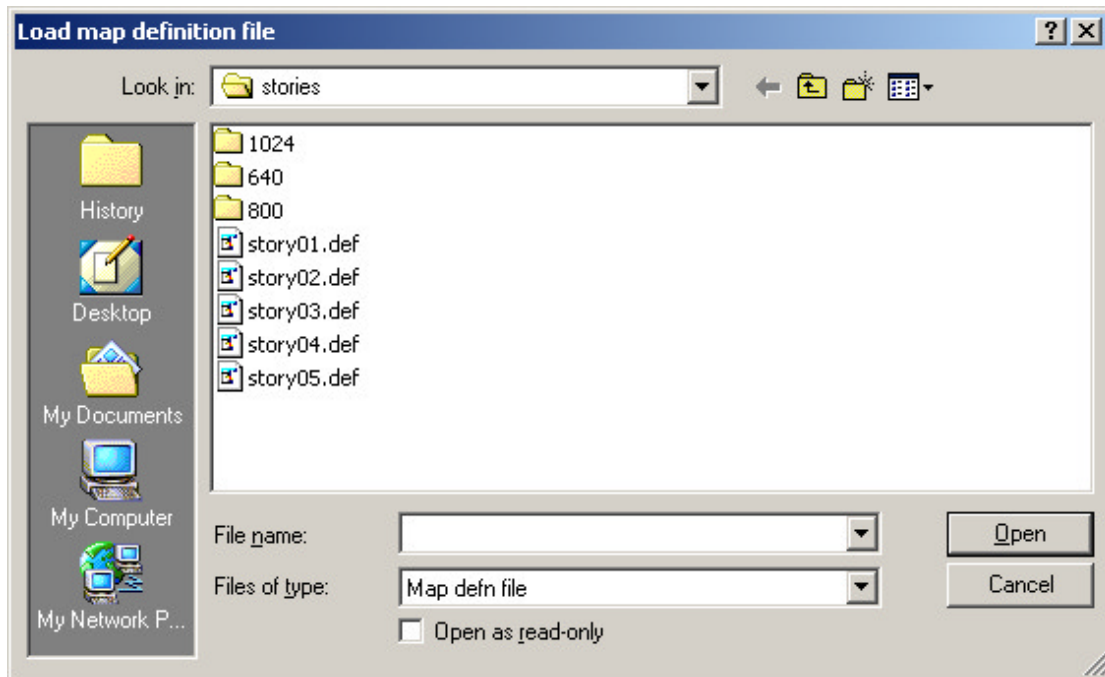 Load map definition file
Look in: stories
1024
640
800
story01.def
story02.def
story03.def
story04.def
story05.def
History
Desktop
My Documents
My Computer
My Network P...
File name:
Open
Files of type: Map defn file
Cancel
Open as read-only